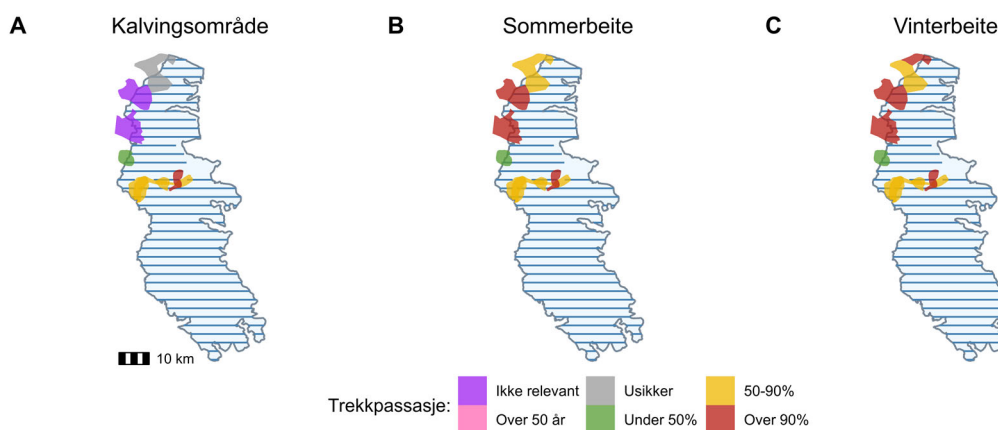 A Kalvingsområde B Sommerbeite C Vinterbeite
10 km
Trekkpassasje:
Ikke relevant Usikker 50-90%
Over 50 år Under 50% Over 90%